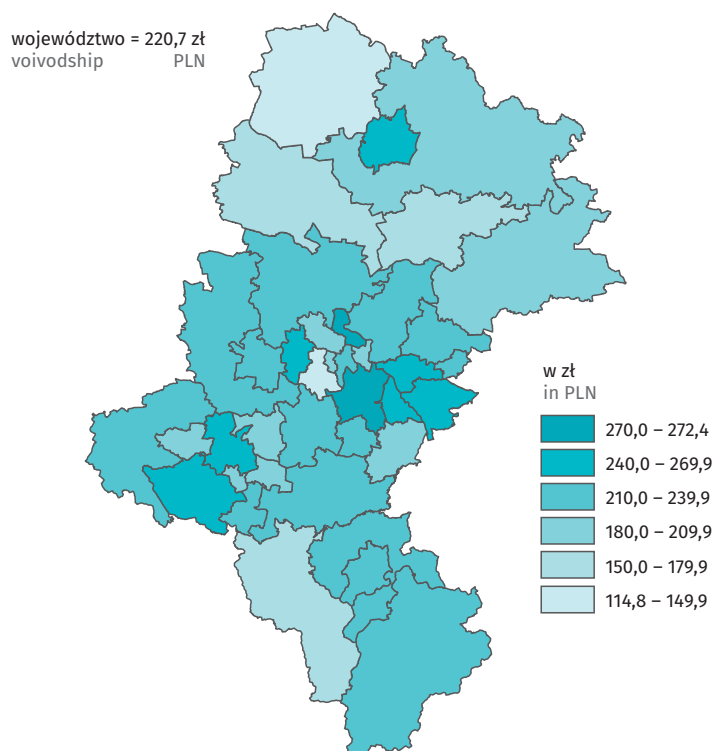 województwo = 220,7 zł
voivodship PLN
w zł
in PLN
270,0 – 272,4
240,0 – 269,9
210,0 – 239,9
180,0 – 209,9
150,0 – 179,9
114,8 – 149,9